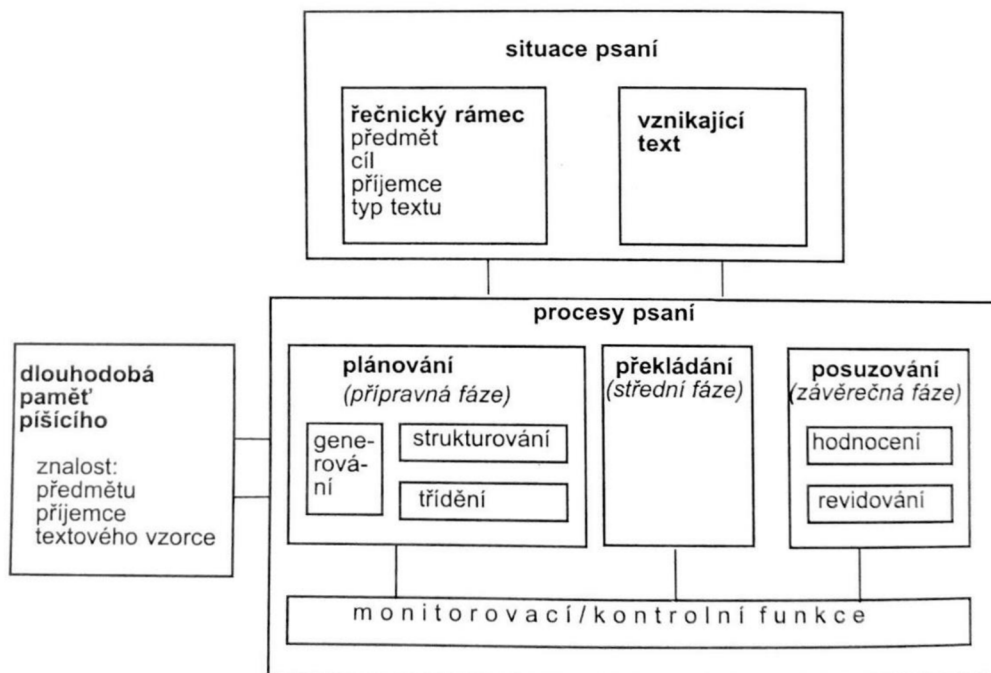 situace psaní
řečnický rámec
předmět
cíl
příjemce
typ textu
vznikající
text
procesy psaní
dlouhodobá
paměť
píšícího
znalost:
předmětu
příjemce
textového vzorce
plánování
(přípravná fáze)
gene-
rová-
ní
strukturování
třídění
překládání
(střední fáze)
posuzování
(závěrečná fáze)
hodnocení
revidování
monitorovací/kontrolní funkce